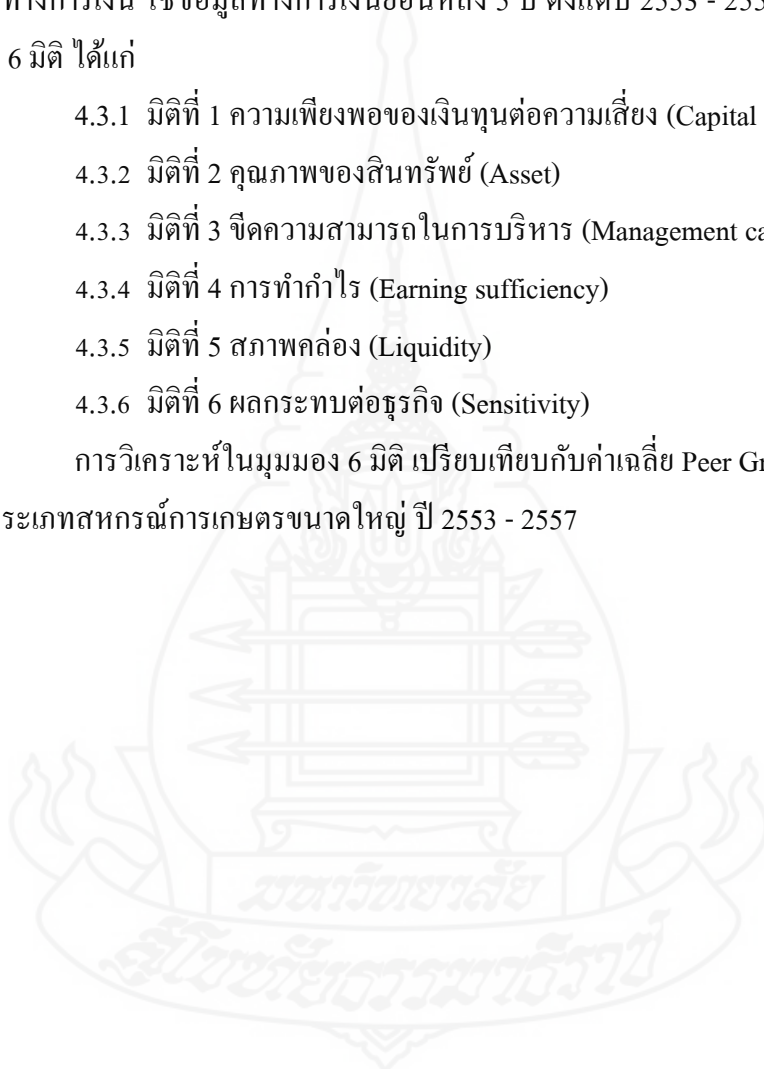 ทางการเงิน ใช้ข้อมูลทางการเงินย้อนหลัง 5 ปี ตั้งแต่ปี 2553 - 255
6 มิติ ได้แก่
4.3.1 มิติที่ 1 ความเพียงพอของเงินทุนต่อความเสี่ยง (Capital
4.3.2 มิติที่ 2 คุณภาพของสินทรัพย์ (Asset)
4.3.3 มิติที่ 3 ขีดความสามารถในการบริหาร (Management ca
4.3.4 มิติที่ 4 การทำกำไร (Earning sufficiency)
4.3.5 มิติที่ 5 สภาพคล่อง (Liquidity)
4.3.6 มิติที่ 6 ผลกระทบต่อธุรกิจ (Sensitivity)
การวิเคราะห์ในมุมมอง 6 มิติ เปรียบเทียบกับค่าเฉลี่ย Peer Gr
ระเภทสหกรณ์การเกษตรขนาดใหญ่ ปี 2553 - 2557
มหาวิทยาลัย
สุโขทัยธรรมาธิราช